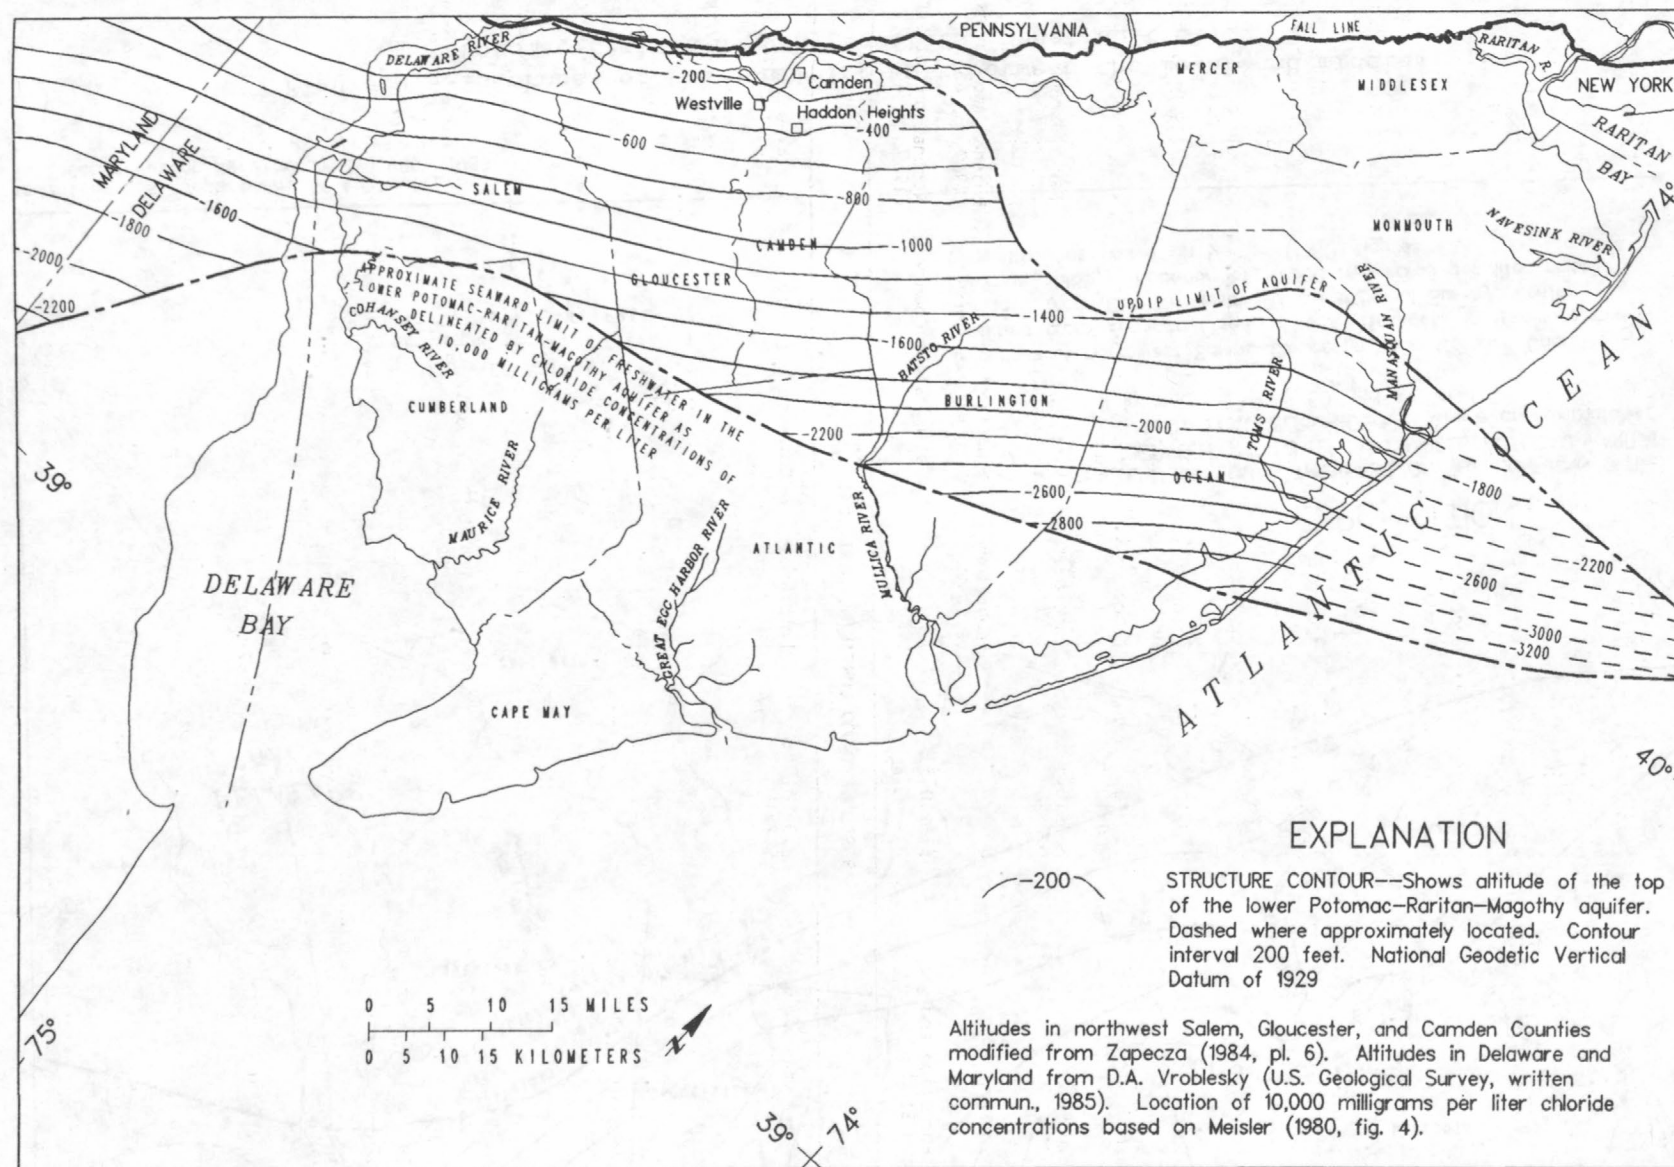 PENNSYLVANIA
FALL LINE
RARITAN R.
DELAWARE RIVER
MERCER
MIDDLESEX
NEW YORK
-200
Camden
Westville
Haddon Heights
-400
-600
RARITAN
BAY
74°
MARYLAND
DELAWARE
SALEM
-800
-1600
-1800
-2000
-2200
CAMDEN
-1000
MONMOUTH
NAVESINK RIVER
GLOUCESTER
APPROXIMATE SEAWARD LIMIT OF FRESHWATER IN THE
LOWER POTOMAC-RARITAN-MAGOTHY AQUIFER AS
DELINEATED BY CHLORIDE CONCENTRATIONS OF
10,000 MILLIGRAMS PER LITER
UPDIP LIMIT OF AQUIFER
MANASQUAN RIVER
-1400
-1600
BATSTO RIVER
COHANSEY
RIVER
CUMBERLAND
BURLINGTON
TOMS RIVER
-2000
-2200
39°
MAURICE RIVER
OCEAN
-2600
-2800
-1800
-2200
-2600
-3000
-3200
GREAT EGG HARBOR RIVER
ATLANTIC
MULLICA RIVER
DELAWARE
BAY
CAPE MAY
ATLANTIC OCEAN
40°
EXPLANATION
-200
STRUCTURE CONTOUR--Shows altitude of the top
of the lower Potomac-Raritan-Magothy aquifer.
Dashed where approximately located. Contour
interval 200 feet. National Geodetic Vertical
Datum of 1929
0 5 10 15 MILES
0 5 10 15 KILOMETERS
N
75°
39°
74°
Altitudes in northwest Salem, Gloucester, and Camden Counties
modified from Zapecza (1984, pl. 6). Altitudes in Delaware and
Maryland from D.A. Vroblesky (U.S. Geological Survey, written
commun., 1985). Location of 10,000 milligrams per liter chloride
concentrations based on Meisler (1980, fig. 4).